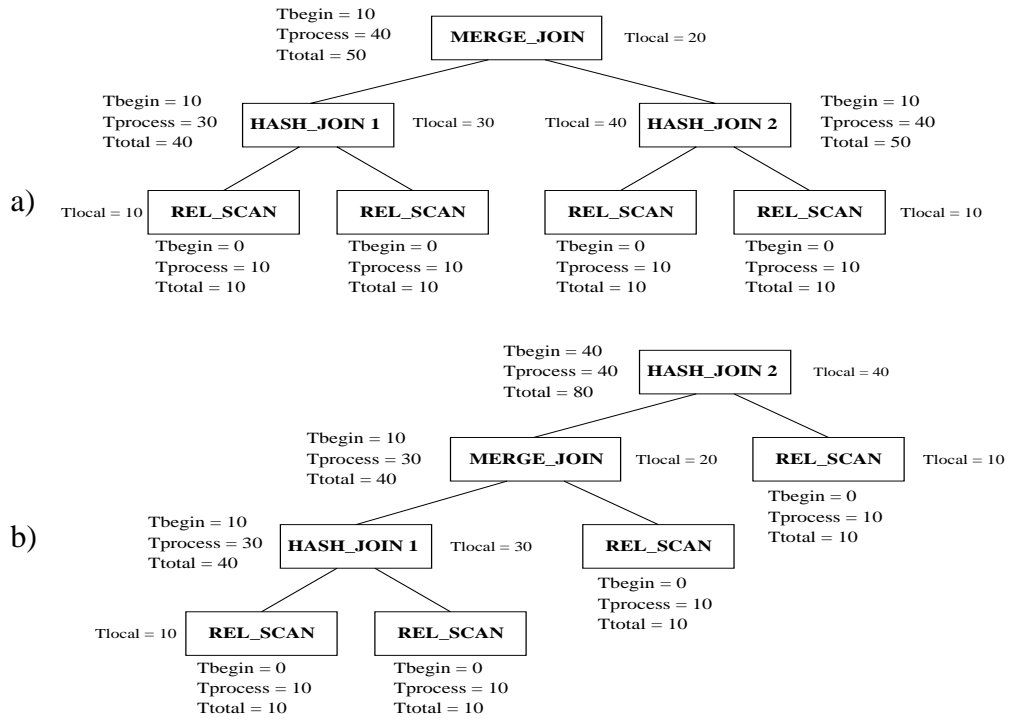 Tbegin = 10
Tprocess = 40
Ttotal = 50
MERGE_JOIN
Tlocal = 20
Tbegin = 10
Tprocess = 30
Ttotal = 40
HASH_JOIN 1
Tlocal = 30
Tlocal = 40
HASH_JOIN 2
Tbegin = 10
Tprocess = 40
Ttotal = 50
a)
Tlocal = 10
REL_SCAN
REL_SCAN
REL_SCAN
REL_SCAN
Tlocal = 10
Tbegin = 0
Tprocess = 10
Ttotal = 10
Tbegin = 0
Tprocess = 10
Ttotal = 10
Tbegin = 0
Tprocess = 10
Ttotal = 10
Tbegin = 0
Tprocess = 10
Ttotal = 10
Tbegin = 40
Tprocess = 40
Ttotal = 80
HASH_JOIN 2
Tlocal = 40
Tbegin = 10
Tprocess = 30
Ttotal = 40
MERGE_JOIN
Tlocal = 20
REL_SCAN
Tlocal = 10
Tbegin = 0
Tprocess = 10
Ttotal = 10
b)
Tbegin = 10
Tprocess = 30
Ttotal = 40
HASH_JOIN 1
Tlocal = 30
REL_SCAN
Tbegin = 0
Tprocess = 10
Ttotal = 10
Tlocal = 10
REL_SCAN
REL_SCAN
Tbegin = 0
Tprocess = 10
Ttotal = 10
Tbegin = 0
Tprocess = 10
Ttotal = 10